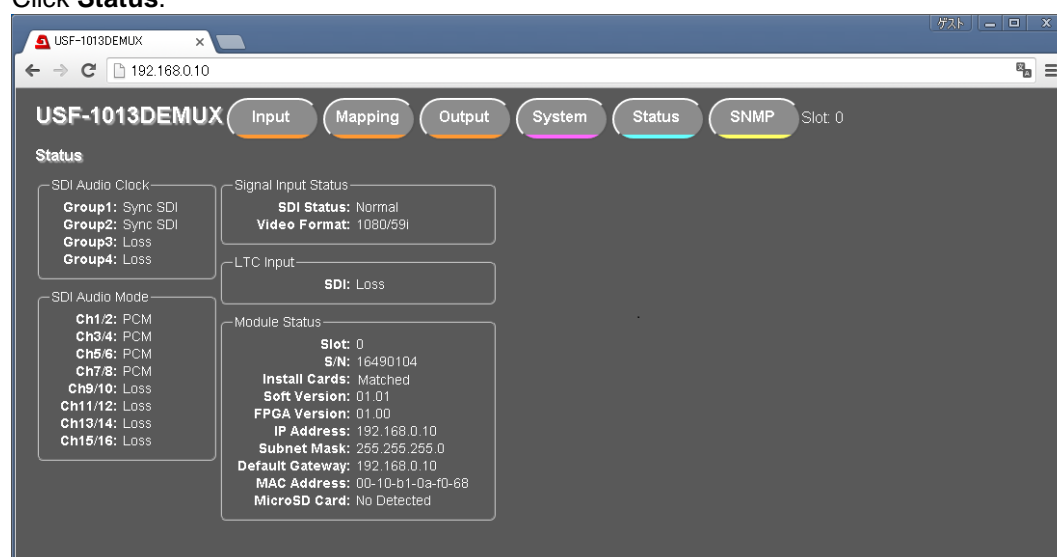 Click Status.
ゲスト
USF-1013DEMUX
192.168.0.10
USF-1013DEMUX Input Mapping Output System Status SNMP Slot: 0
Status
SDI Audio Clock
Group1: Sync SDI
Group2: Sync SDI
Group3: Loss
Group4: Loss
SDI Audio Mode
Ch1/2: PCM
Ch3/4: PCM
Ch5/6: PCM
Ch7/8: PCM
Ch9/10: Loss
Ch11/12: Loss
Ch13/14: Loss
Ch15/16: Loss
Signal Input Status
SDI Status: Normal
Video Format: 1080/59i
LTC Input
SDI: Loss
Module Status
Slot: 0
S/N: 16490104
Install Cards: Matched
Soft Version: 01.01
FPGA Version: 01.00
IP Address: 192.168.0.10
Subnet Mask: 255.255.255.0
Default Gateway: 192.168.0.10
MAC Address: 00-10-b1-0a-f0-68
MicroSD Card: No Detected